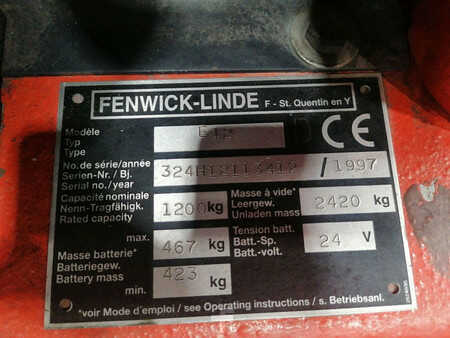 FENWICK-LINDE F - St. Quentin en Y
Modèle
Typ
Type
E12
CE
No. de série/année
Serien-Nr. / Bj.
Serial no./year
/ 1997
Capacité nominale
Nenn-Tragfähigk.
Rated capacity
1200 kg
Masse à vide*
Leergew.
Unladen mass
2420 kg
Masse batterie*
Batteriegew.
Battery mass
max.
467 kg
423 kg
min.
Tension batt.
Batt.-Sp.
Batt.-volt.
24 V
*voir Mode d'emploi / see Operating instructions / s. Betriebsanl.